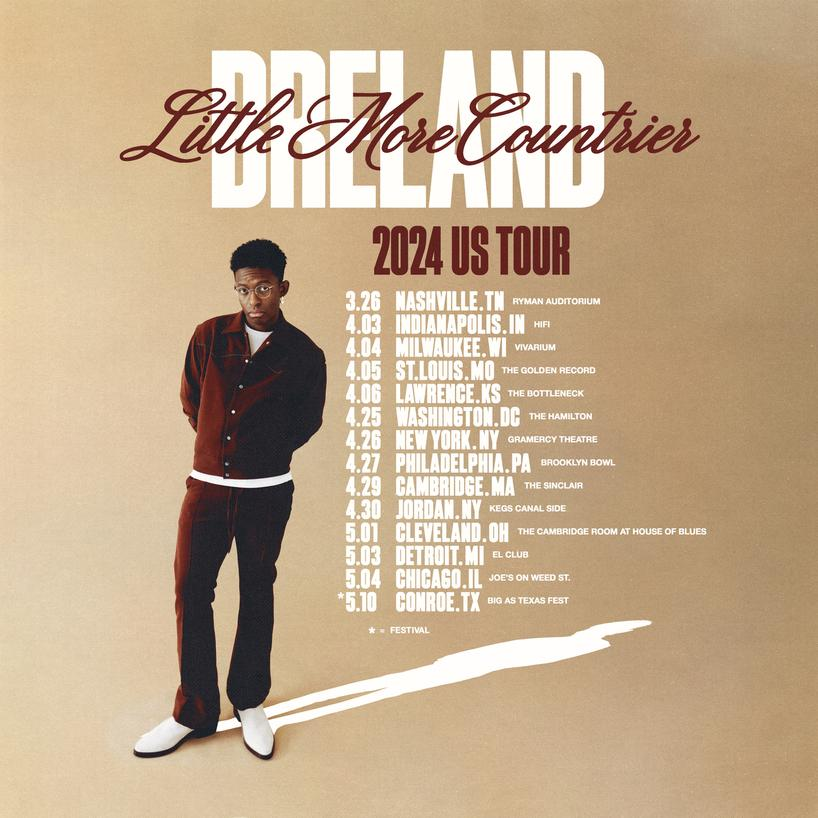 BRELAND
Little More Countrier
2024 US TOUR
3.26 NASHVILLE.TN RYMAN AUDITORIUM
4.03 INDIANAPOLIS.IN HIFI
4.04 MILWAUKEE.WI VIVARIUM
4.05 ST.LOUIS.MO THE GOLDEN RECORD
4.06 LAWRENCE.KS THE BOTTLENECK
4.25 WASHINGTON.DC THE HAMILTON
4.26 NEW YORK.NY GRAMERCY THEATRE
4.27 PHILADELPHIA.PA BROOKLYN BOWL
4.29 CAMBRIDGE.MA THE SINCLAIR
4.30 JORDAN.NY KEGS CANAL SIDE
5.01 CLEVELAND.OH THE CAMBRIDGE ROOM AT HOUSE OF BLUES
5.03 DETROIT.MI EL CLUB
5.04 CHICAGO.IL JOE'S ON WEED ST.
*5.10 CONROE.TX BIG AS TEXAS FEST
* = FESTIVAL